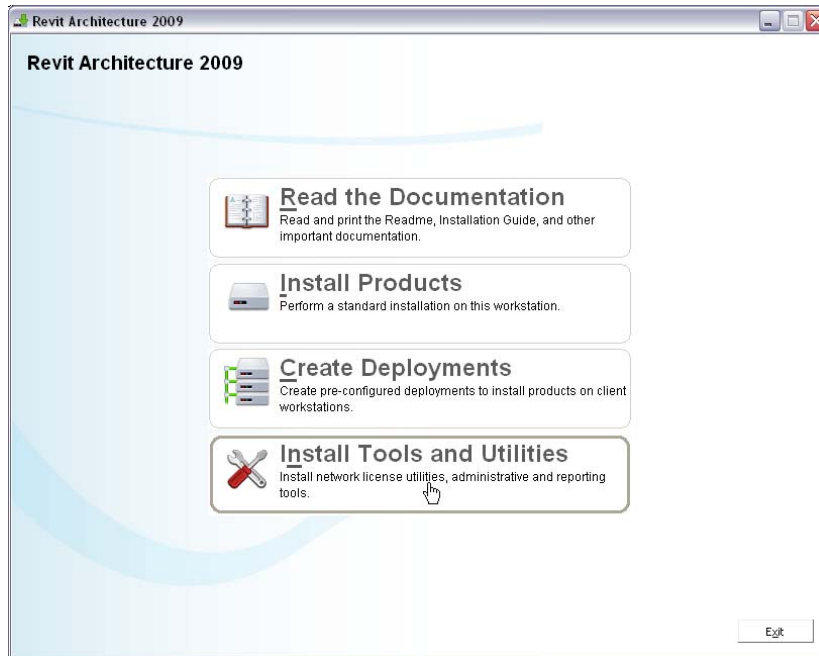 Revit Architecture 2009
Revit Architecture 2009
Read the Documentation
Read and print the Readme, Installation Guide, and other
important documentation.
Install Products
Perform a standard installation on this workstation.
Create Deployments
Create pre-configured deployments to install products on client
workstations.
Install Tools and Utilities
Install network license utilities, administrative and reporting
tools.
Exit